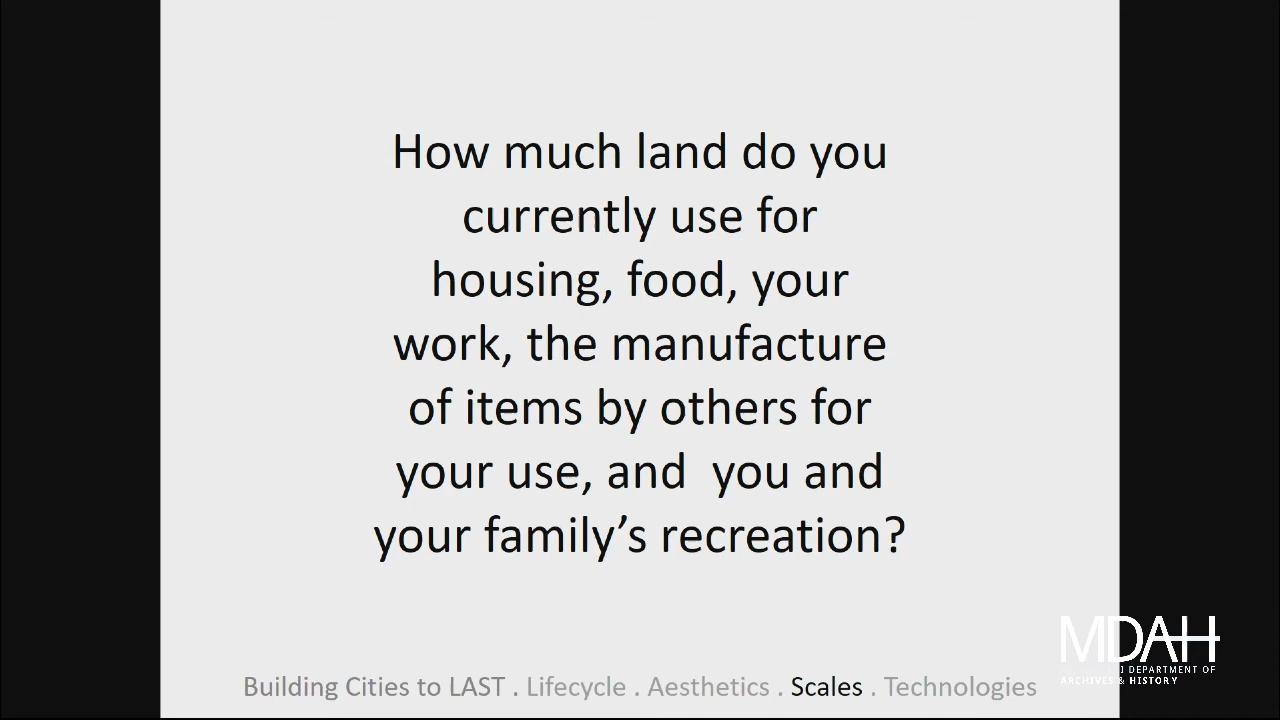 How much land do you
currently use for
housing, food, your
work, the manufacture
of items by others for
your use, and  you and
your family’s recreation?
MDAH
DEPARTMENT OF
ARCHIVES & HISTORY
Building Cities to LAST . Lifecycle . Aesthetics . Scales . Technologies